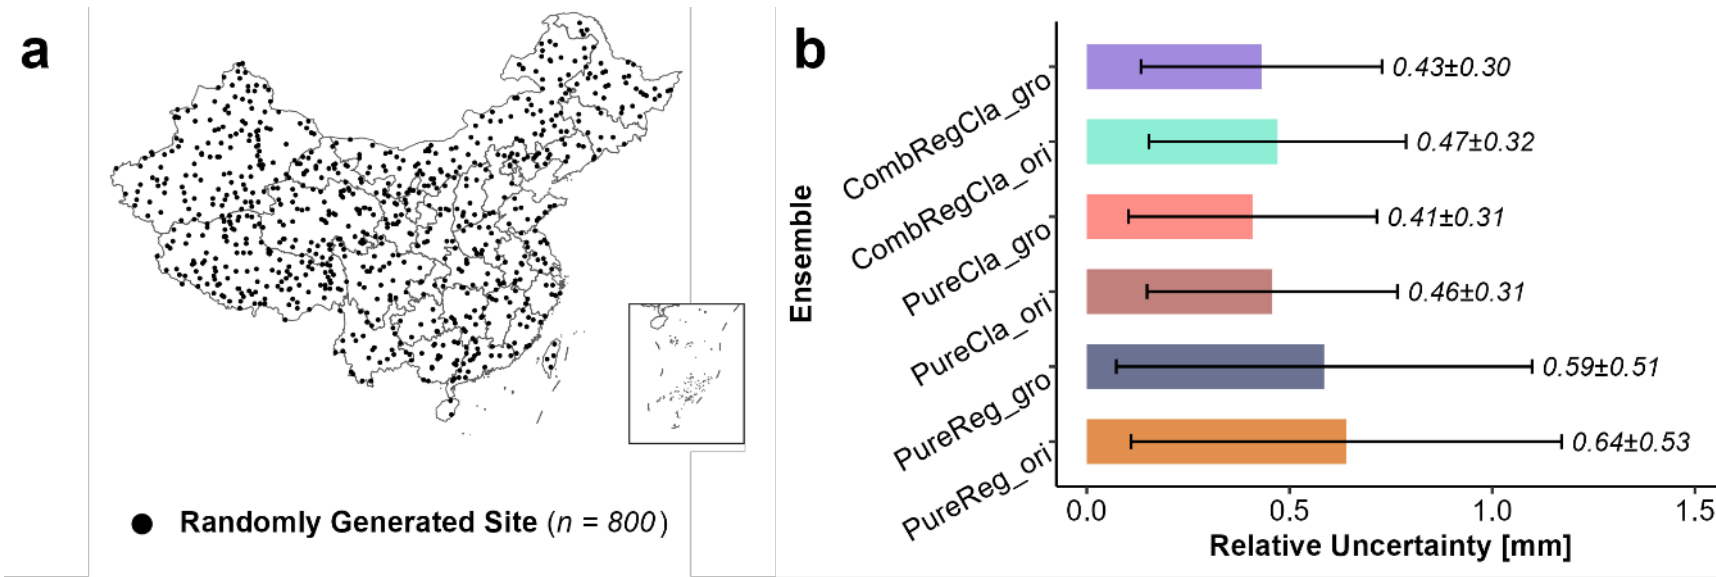 a
Randomly Generated Site (n = 800)
b
Ensemble
CombRegCla_gro
0.43±0.30
CombRegCla_ori
0.47±0.32
PureCla_gro
0.41±0.31
PureCla_ori
0.46±0.31
PureReg_gro
0.59±0.51
PureReg_ori
0.64±0.53
0.0 0.5 1.0 1.5
Relative Uncertainty [mm]